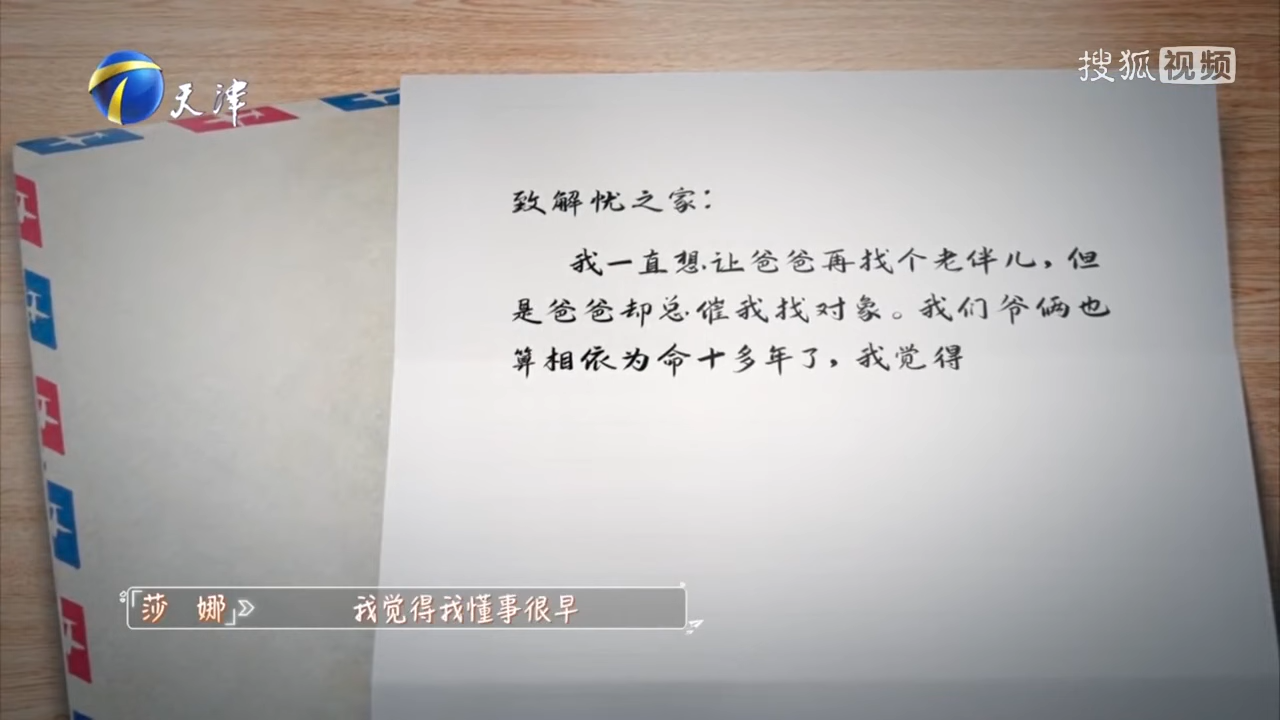 天津
搜狐视频
致解忧之家：
我一直想让爸爸再找个老伴儿，但
是爸爸却总催我找对象。我们爷俩也
算相依为命十多年了，我觉得
「莎 娜」 我觉得我懂事很早